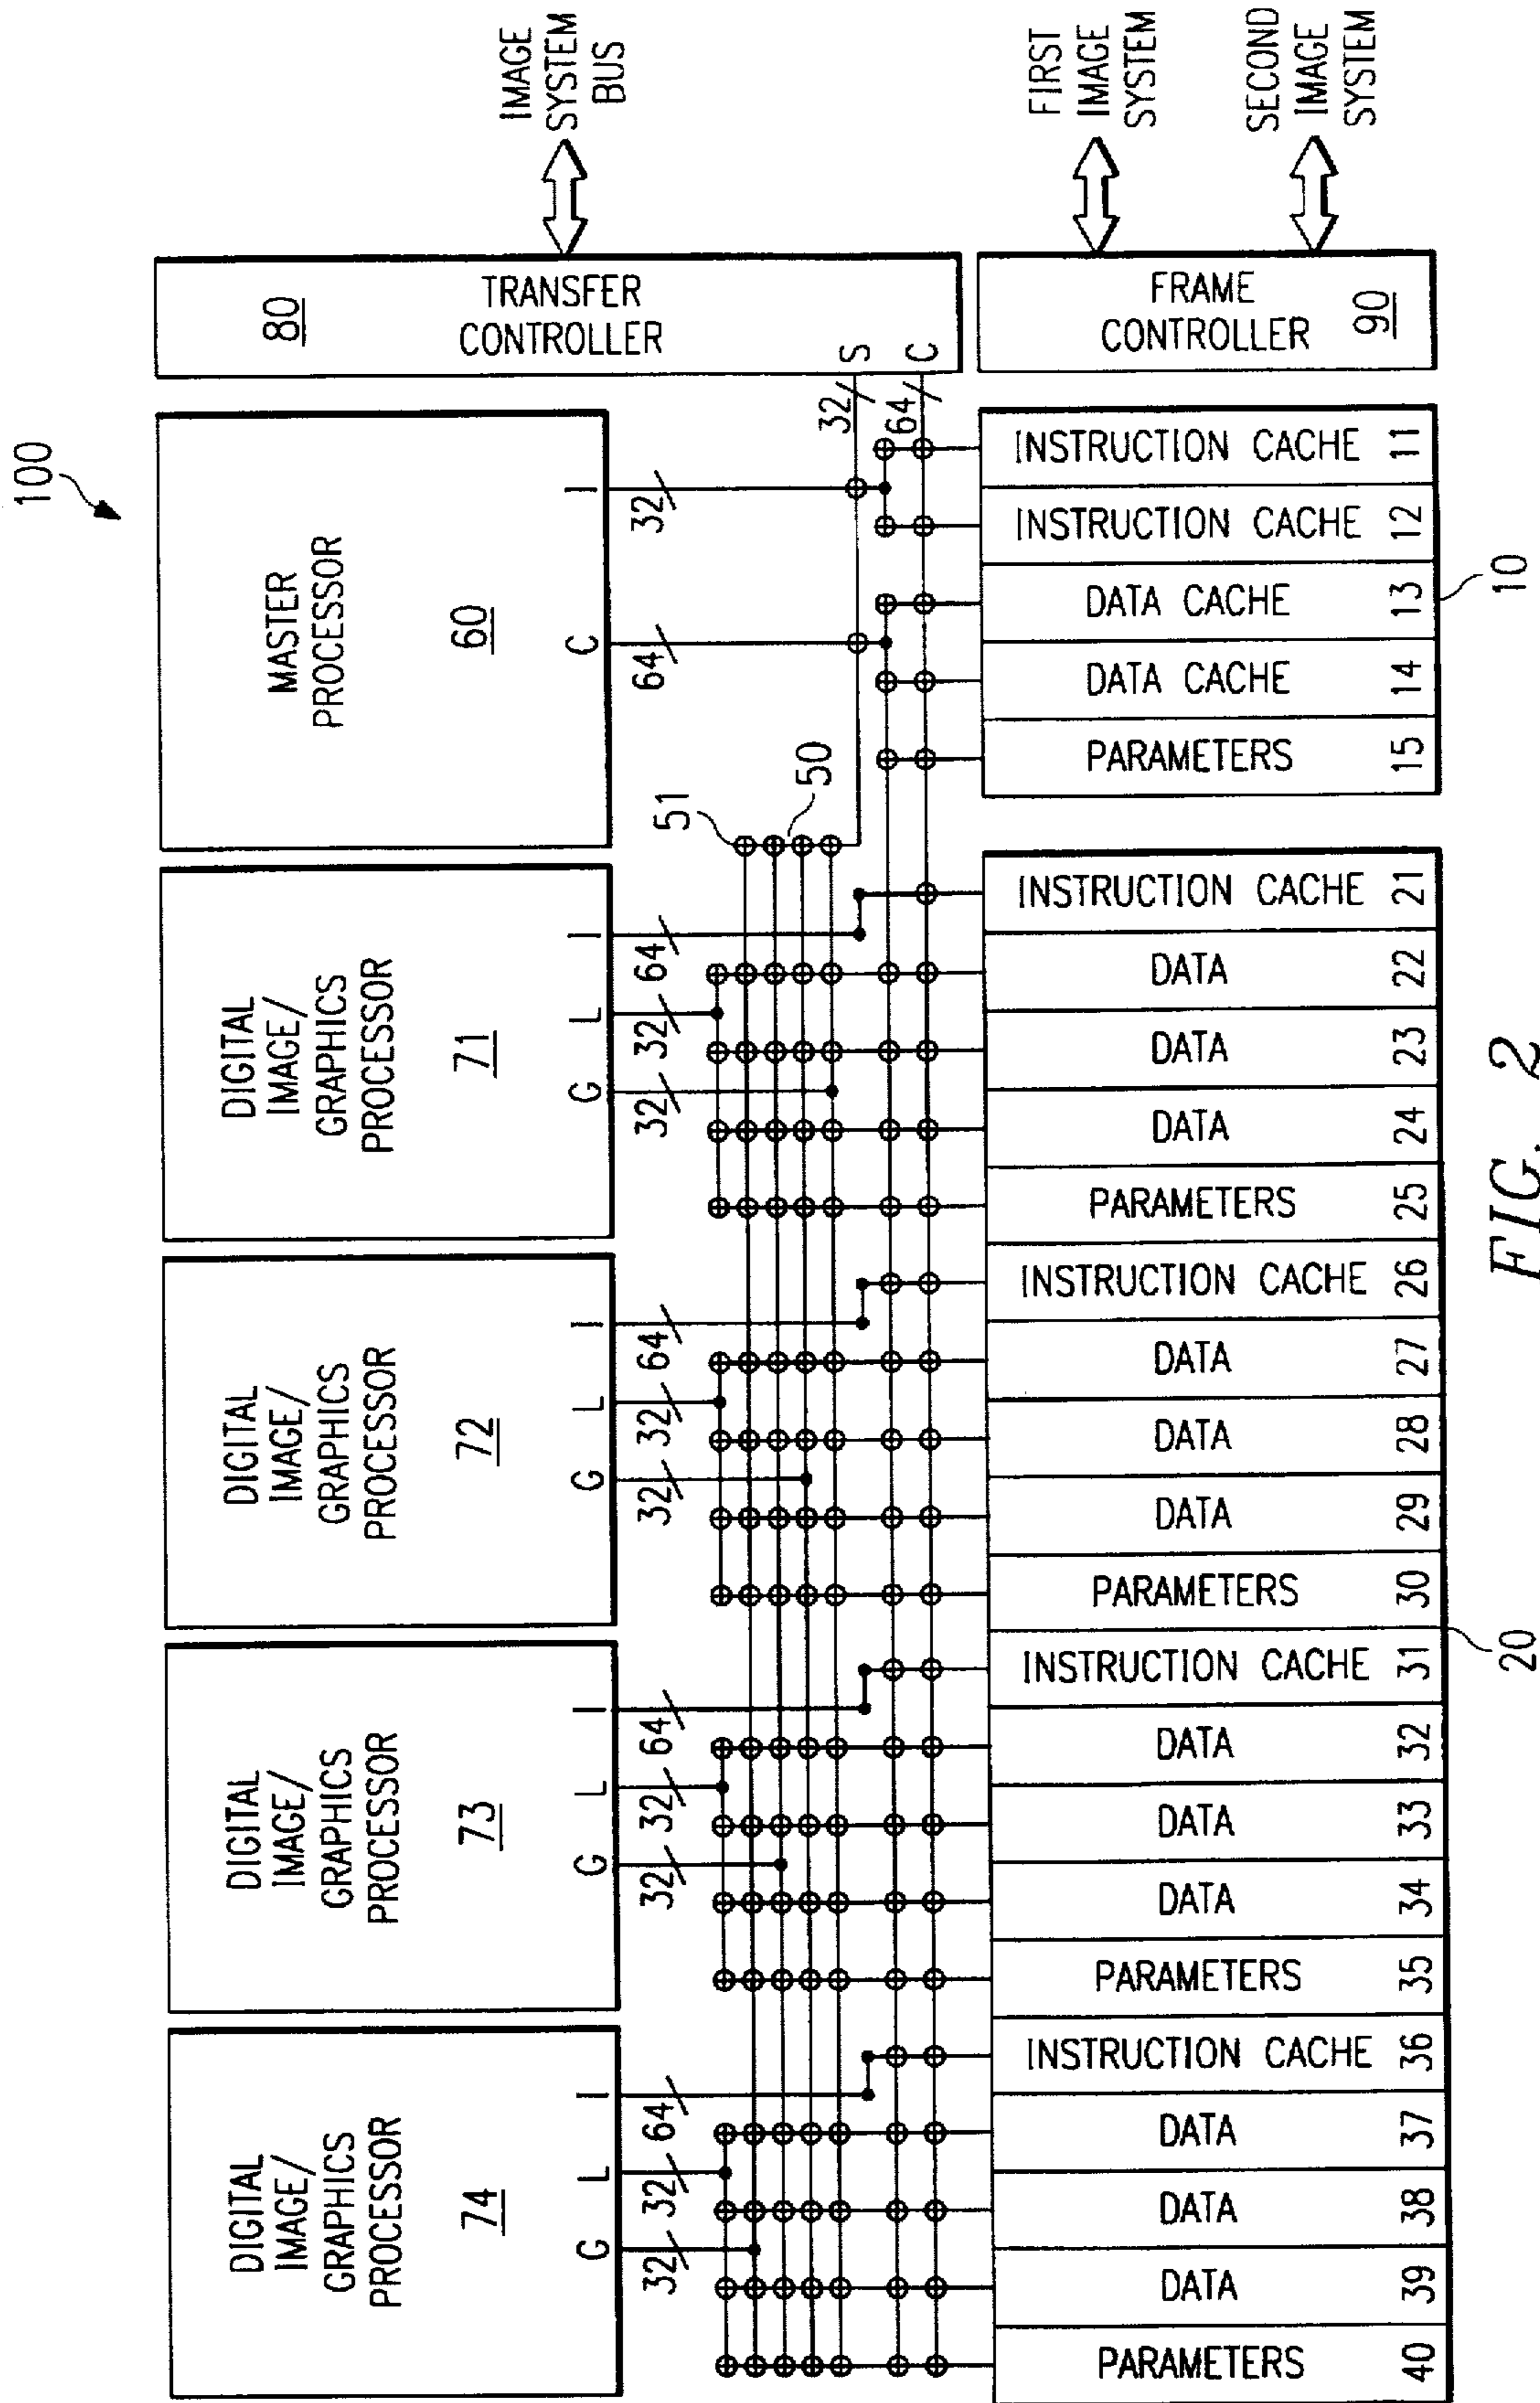 100
DIGITAL
IMAGE/
GRAPHICS
PROCESSOR
74
G L I
32 32 64
DIGITAL
IMAGE/
GRAPHICS
PROCESSOR
73
G L I
32 32 64
DIGITAL
IMAGE/
GRAPHICS
PROCESSOR
72
G L I
32 32 64
DIGITAL
IMAGE/
GRAPHICS
PROCESSOR
71
G L I
32 32 64
MASTER
PROCESSOR
60
C I
64 32
80
TRANSFER
CONTROLLER
S
C
32
64
IMAGE
SYSTEM
BUS
51
50
PARAMETERS
40
DATA
39
DATA
38
DATA
37
INSTRUCTION CACHE
36
PARAMETERS
35
DATA
34
DATA
33
DATA
32
INSTRUCTION CACHE
31
PARAMETERS
30
DATA
29
DATA
28
DATA
27
INSTRUCTION CACHE
26
PARAMETERS
25
DATA
24
DATA
23
DATA
22
INSTRUCTION CACHE
21
20
PARAMETERS
15
DATA CACHE
14
DATA CACHE
13
INSTRUCTION CACHE
12
INSTRUCTION CACHE
11
10
FRAME
CONTROLLER
90
FIRST
IMAGE
SYSTEM
SECOND
IMAGE
SYSTEM
FIG. 2